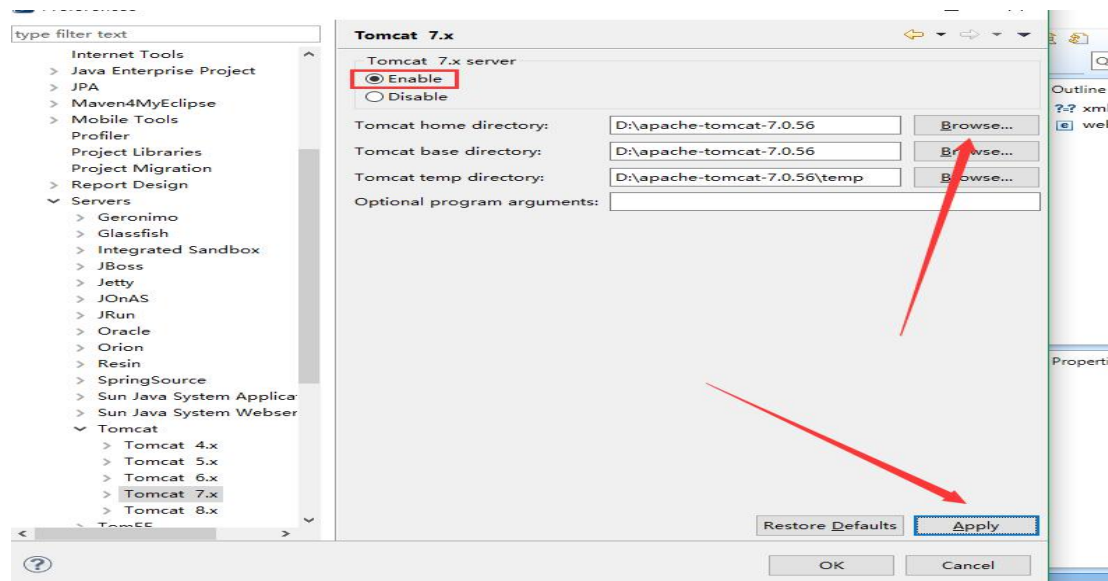 type filter text
Internet Tools
Java Enterprise Project
JPA
Maven4MyEclipse
Mobile Tools
Profiler
Project Libraries
Project Migration
Report Design
Servers
Geronimo
Glassfish
Integrated Sandbox
JBoss
Jetty
JOnAS
JRun
Oracle
Orion
Resin
SpringSource
Sun Java System Applica
Sun Java System Webser
Tomcat
Tomcat 4.x
Tomcat 5.x
Tomcat 6.x
Tomcat 7.x
Tomcat 8.x
Tomcat 7.x
Tomcat 7.x server
Enable
Disable
Tomcat home directory: D:\apache-tomcat-7.0.56 Browse...
Tomcat base directory: D:\apache-tomcat-7.0.56 Browse...
Tomcat temp directory: D:\apache-tomcat-7.0.56\temp Browse...
Optional program arguments:
Restore Defaults Apply
OK Cancel
Outline
?=? xml
wel
Properti